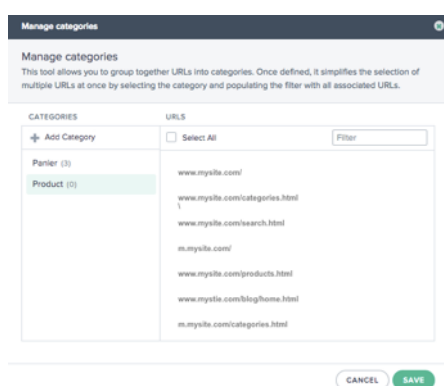 Manage categories
Manage categories
This tool allows you to group together URLs into categories. Once defined, it simplifies the selection of
multiple URLs at once by selecting the category and populating the filter with all associated URLs.
CATEGORIES URLS
Add Category Select All Filter
Panier (3)
Product (0)
www.mysite.com/
www.mysite.com/categories.html
\
www.mysite.com/search.html
m.mysite.com/
www.mysite.com/products.html
www.mystie.com/blog/home.html
m.mysite.com/categories.html
CANCEL SAVE